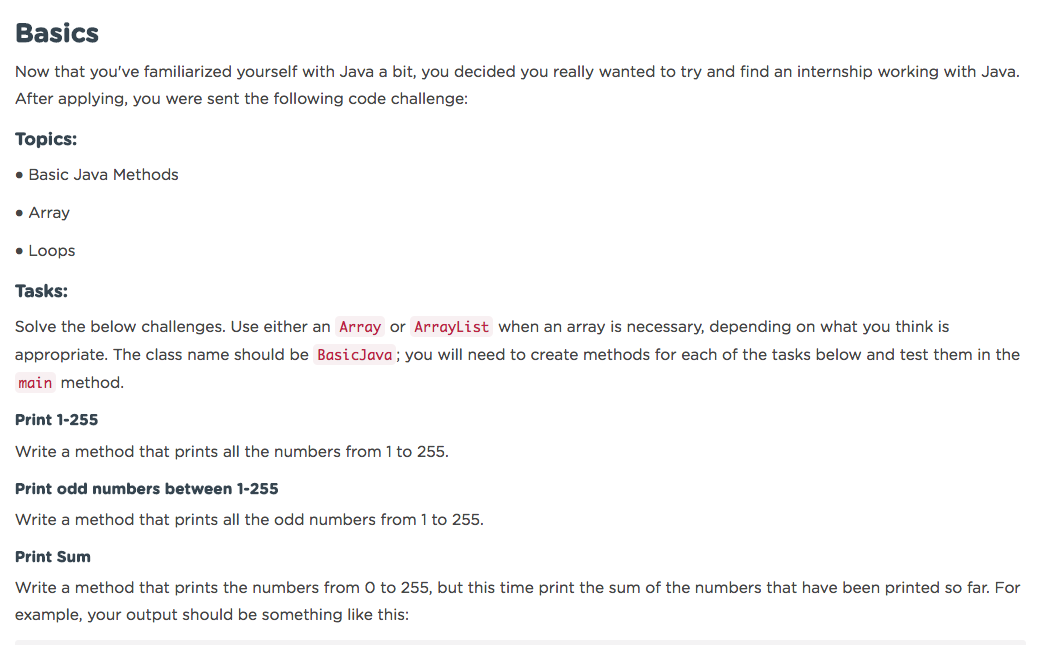 Basics
Now that you've familiarized yourself with Java a bit, you decided you really wanted to try and find an internship working with Java.
After applying, you were sent the following code challenge:
Topics:
• Basic Java Methods
• Array
• Loops
Tasks:
Solve the below challenges. Use either an Array or ArrayList when an array is necessary, depending on what you think is
appropriate. The class name should be BasicJava; you will need to create methods for each of the tasks below and test them in the
main method.
Print 1-255
Write a method that prints all the numbers from 1 to 255.
Print odd numbers between 1-255
Write a method that prints all the odd numbers from 1 to 255.
Print Sum
Write a method that prints the numbers from 0 to 255, but this time print the sum of the numbers that have been printed so far. For
example, your output should be something like this: